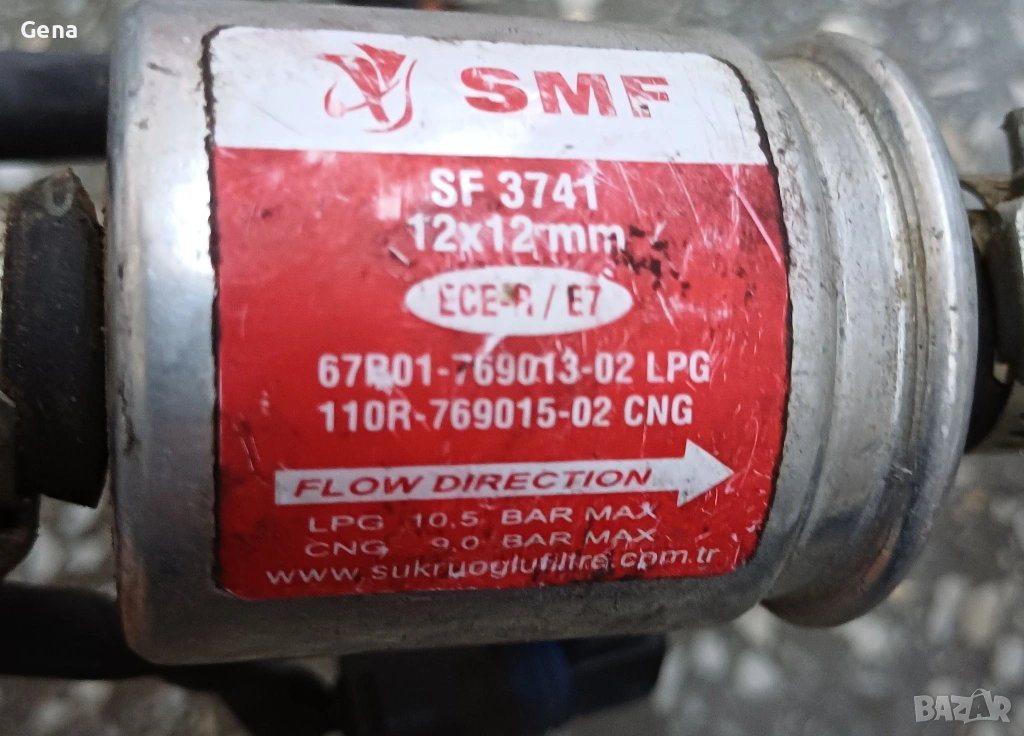 Gena
SMF
SF 3741
12x12 mm
ECE-R / E7
67R01-769013-02 LPG
110R-769015-02 CNG
FLOW DIRECTION
LPG 10.5 BAR MAX
CNG 9.0 BAR MAX
www.sukruoglufiltre.com.tr
BAZAR